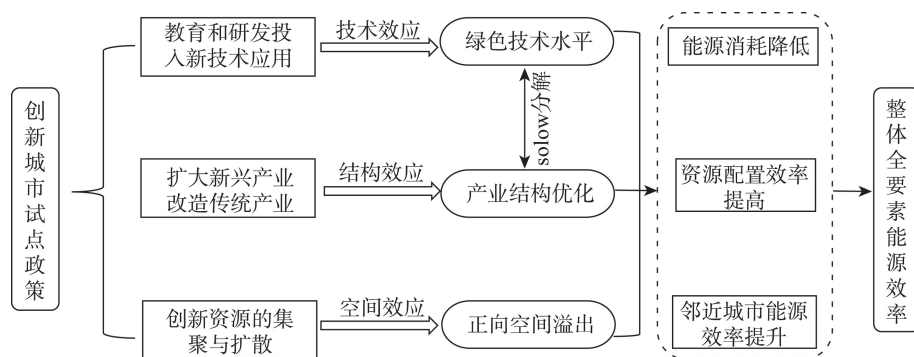 创新城市试点政策
教育和研发投
入新技术应用
技术效应
绿色技术水平
solow分解
扩大新兴产业
改造传统产业
结构效应
产业结构优化
创新资源的集
聚与扩散
空间效应
正向空间溢出
能源消耗降低
资源配置效率
提高
邻近城市能源
效率提升
整体全要素能源效率